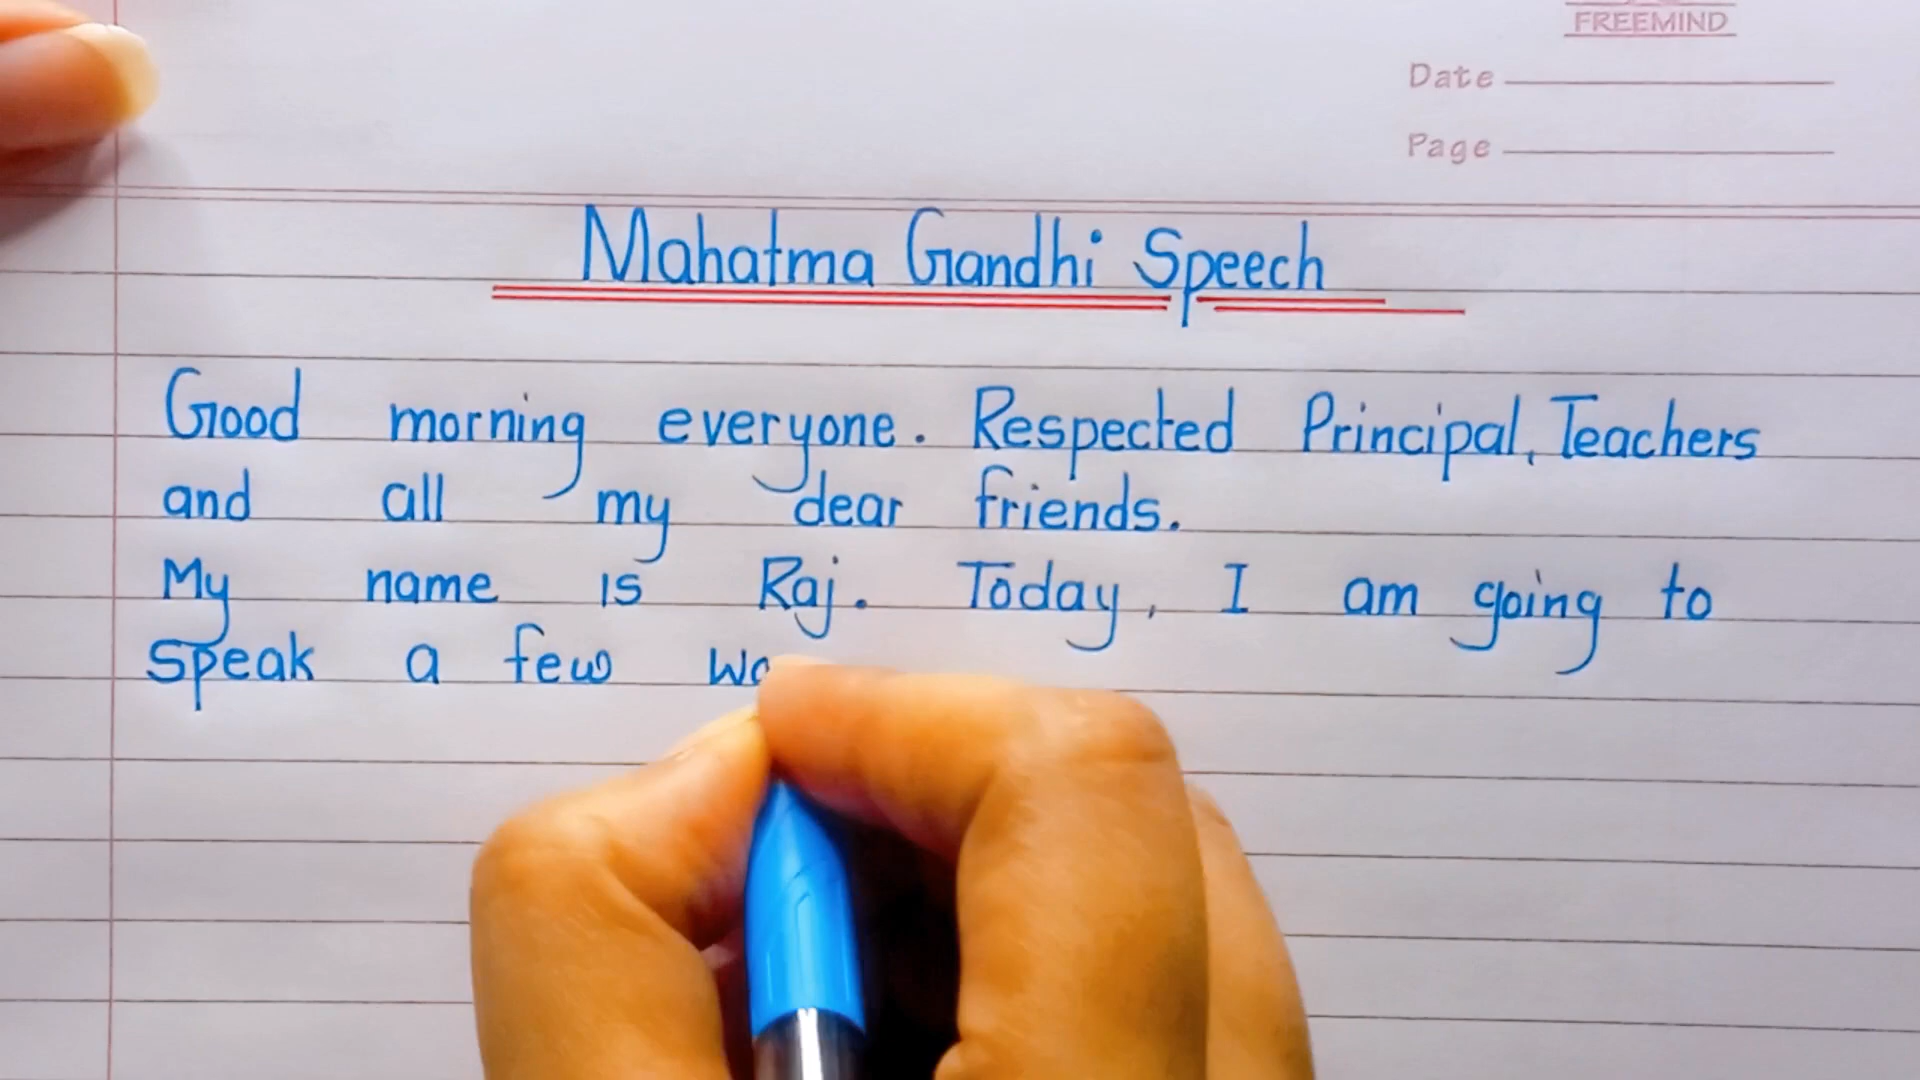 FREEMIND
Date
Page
Mahatma Gandhi Speech
Good morning everyone. Respected Principal, Teachers
and all my dear friends.
My name is Raj. Today, I am going to
speak a few wo